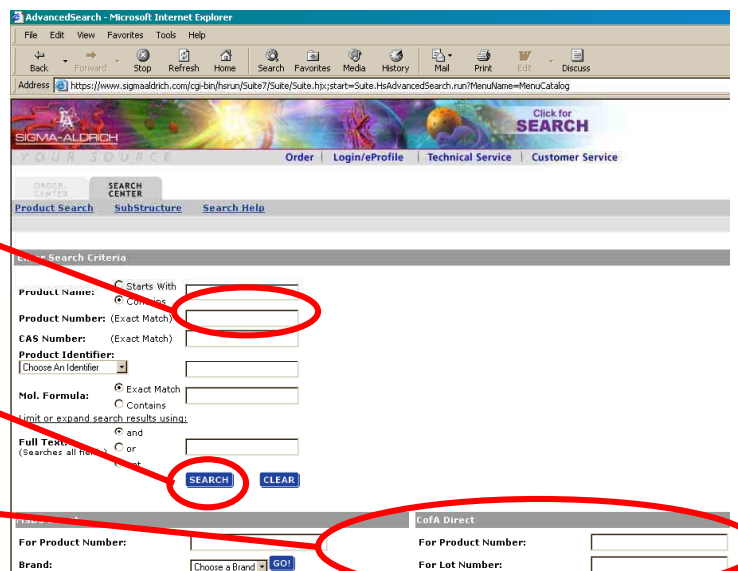 AdvancedSearch - Microsoft Internet Explorer
File Edit View Favorites Tools Help
Back Forward Stop Refresh Home Search Favorites Media History Mail Print Edit Discuss
Address https://www.sigmaaldrich.com/cgi-bin/hsrun/Suite7/Suite/Suite.hjx;start=Suite.HsAdvancedSearch.run?MenuName=MenuCatalog
SIGMA-ALDRICH
Click for
SEARCH
YOUR SOURCE
Order | Login/eProfile | Technical Service | Customer Service
ORDER CENTER
SEARCH CENTER
Product Search SubStructure Search Help
Enter Search Criteria
Product Name:
Starts With
Contains
Product Number: (Exact Match)
CAS Number: (Exact Match)
Product Identifier:
Choose An Identifier
Mol. Formula:
Exact Match
Contains
Limit or expand search results using:
and
Full Text:
(Searches all fields) or
SEARCH CLEAR
CofA Direct
For Product Number: For Product Number:
Brand: Choose a Brand GO! For Lot Number: